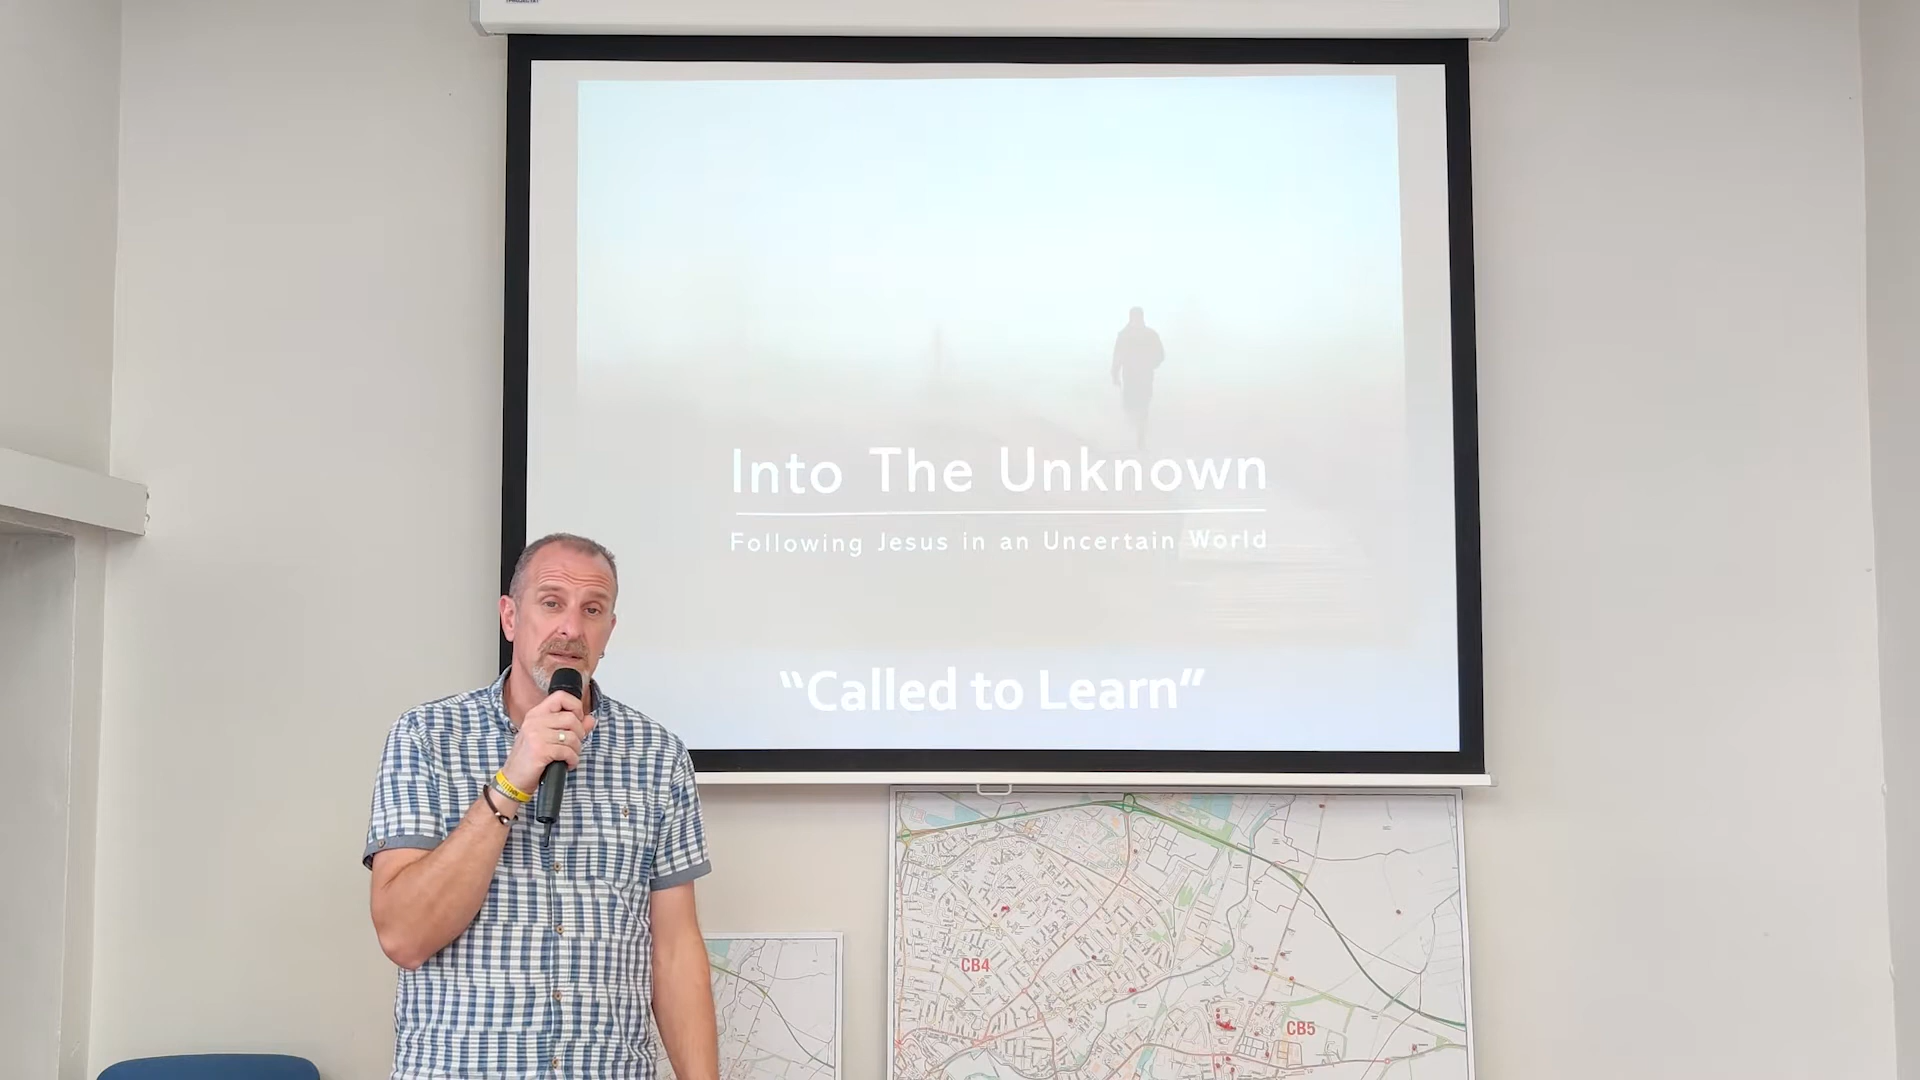 Into The Unknown
Following Jesus in an Uncertain World
“Called to Learn”
CB4
CB5